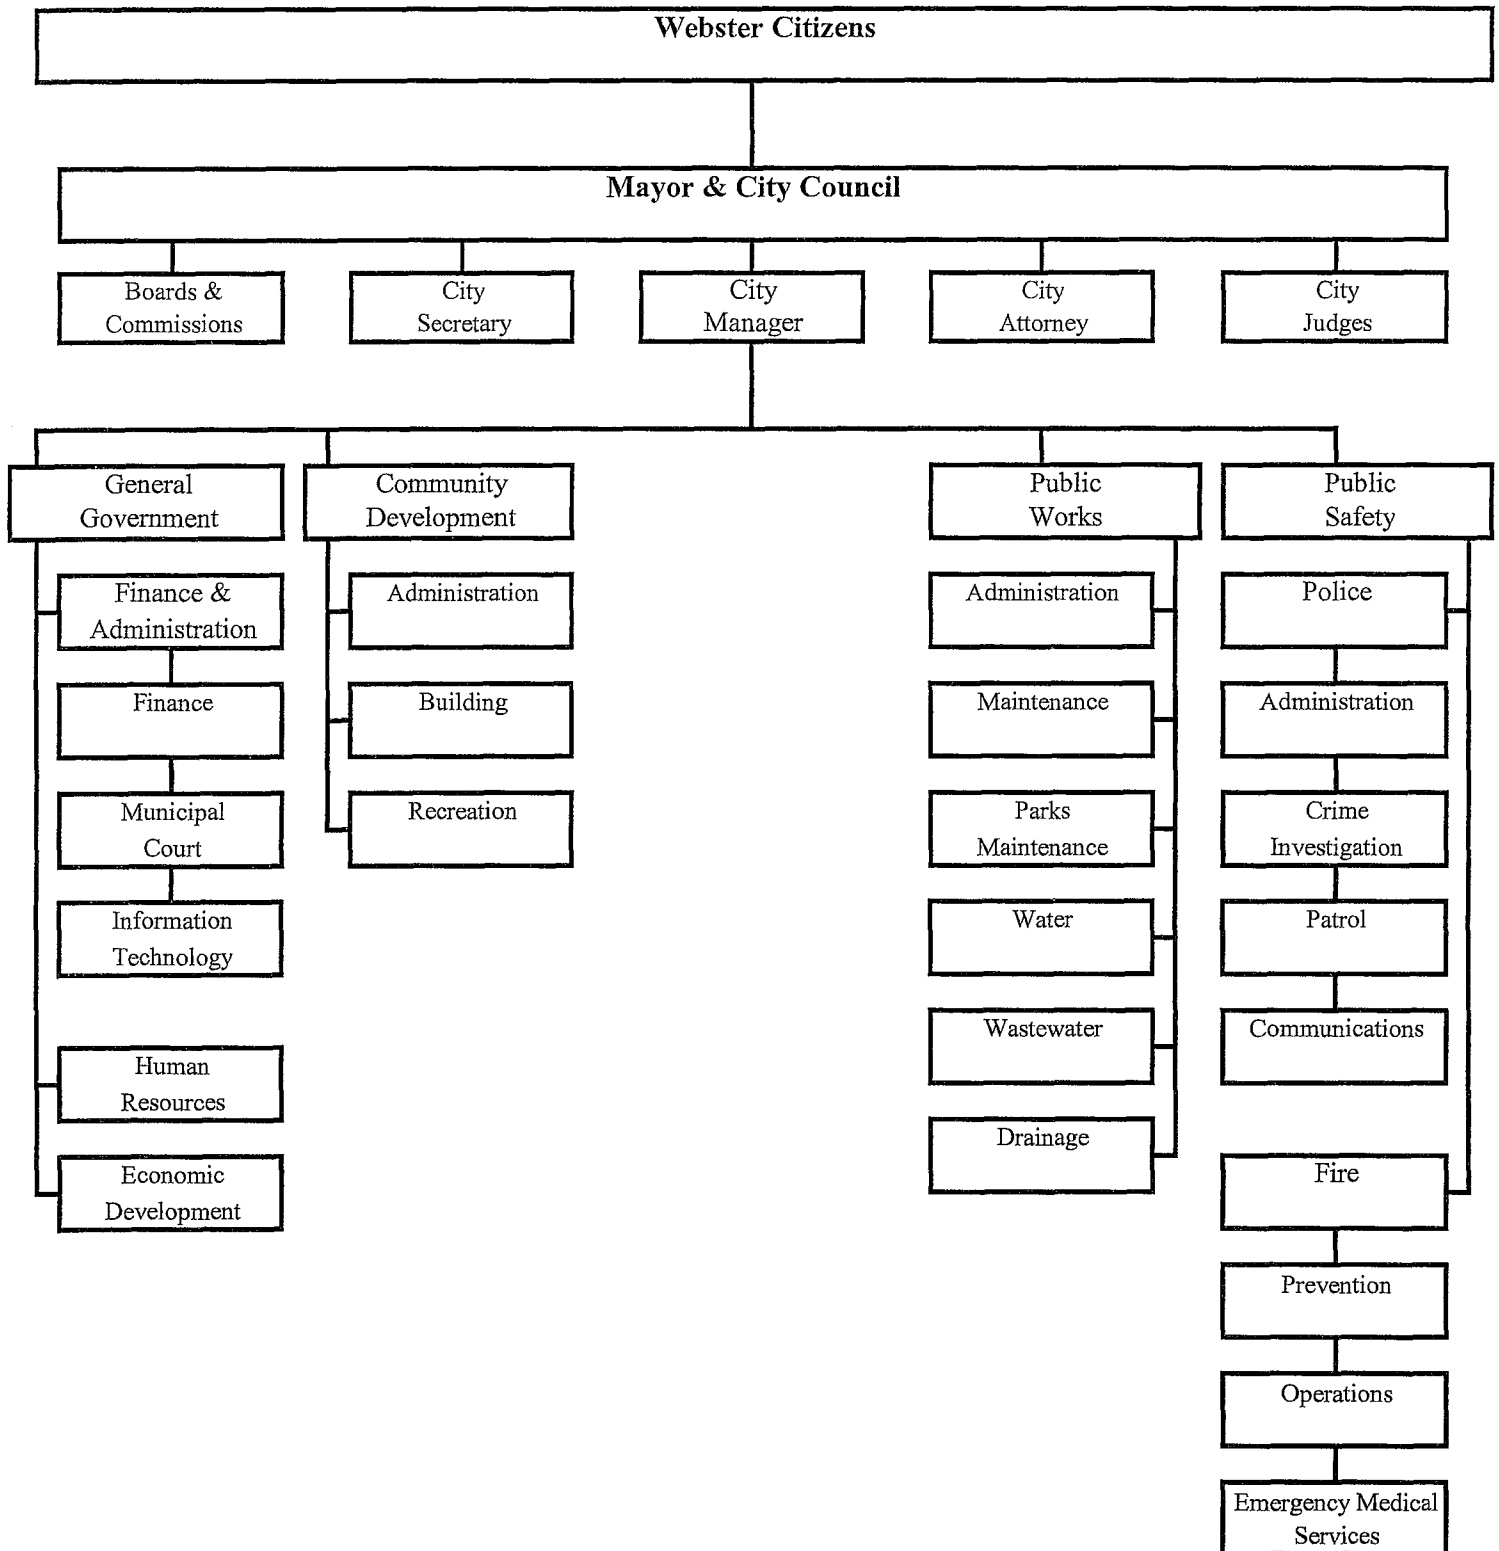 Webster Citizens
Mayor & City Council
Boards &
Commissions
City
Secretary
City
Manager
City
Attorney
City
Judges
General
Government
Community
Development
Public
Works
Public
Safety
Finance &
Administration
Finance
Municipal
Court
Information
Technology
Human
Resources
Economic
Development
Administration
Building
Recreation
Administration
Maintenance
Parks
Maintenance
Water
Wastewater
Drainage
Police
Administration
Crime
Investigation
Patrol
Communications
Fire
Prevention
Operations
Emergency Medical
Services